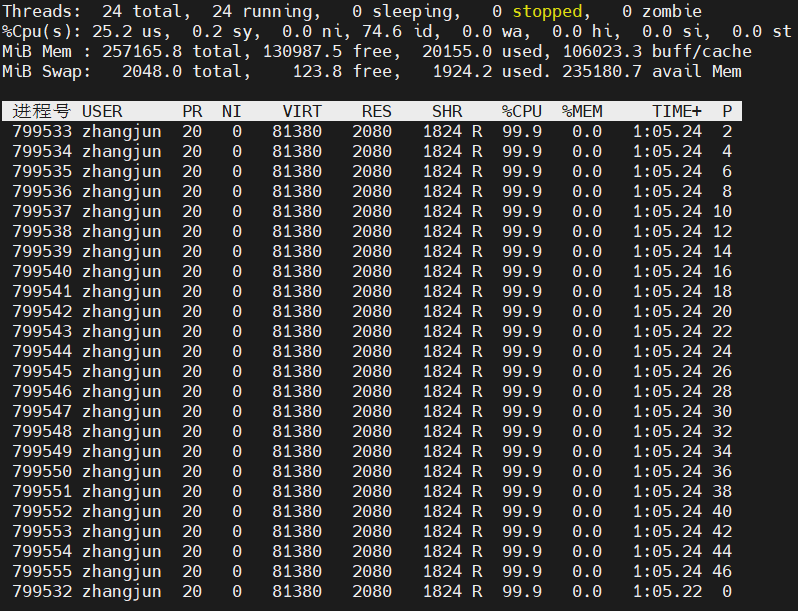 Threads:  24 total,  24 running,   0 sleeping,   0 stopped,   0 zombie
%Cpu(s): 25.2 us,  0.2 sy,  0.0 ni, 74.6 id,  0.0 wa,  0.0 hi,  0.0 si,  0.0 st
MiB Mem : 257165.8 total, 130987.5 free,  20155.0 used, 106023.3 buff/cache
MiB Swap:   2048.0 total,    123.8 free,   1924.2 used. 235180.7 avail Mem
进程号 USER      PR  NI    VIRT    RES    SHR    %CPU  %MEM     TIME+  P
799533 zhangjun  20   0   81380   2080   1824 R  99.9   0.0   1:05.24  2
799534 zhangjun  20   0   81380   2080   1824 R  99.9   0.0   1:05.24  4
799535 zhangjun  20   0   81380   2080   1824 R  99.9   0.0   1:05.24  6
799536 zhangjun  20   0   81380   2080   1824 R  99.9   0.0   1:05.24  8
799537 zhangjun  20   0   81380   2080   1824 R  99.9   0.0   1:05.24 10
799538 zhangjun  20   0   81380   2080   1824 R  99.9   0.0   1:05.24 12
799539 zhangjun  20   0   81380   2080   1824 R  99.9   0.0   1:05.24 14
799540 zhangjun  20   0   81380   2080   1824 R  99.9   0.0   1:05.24 16
799541 zhangjun  20   0   81380   2080   1824 R  99.9   0.0   1:05.24 18
799542 zhangjun  20   0   81380   2080   1824 R  99.9   0.0   1:05.24 20
799543 zhangjun  20   0   81380   2080   1824 R  99.9   0.0   1:05.24 22
799544 zhangjun  20   0   81380   2080   1824 R  99.9   0.0   1:05.24 24
799545 zhangjun  20   0   81380   2080   1824 R  99.9   0.0   1:05.24 26
799546 zhangjun  20   0   81380   2080   1824 R  99.9   0.0   1:05.24 28
799547 zhangjun  20   0   81380   2080   1824 R  99.9   0.0   1:05.24 30
799548 zhangjun  20   0   81380   2080   1824 R  99.9   0.0   1:05.24 32
799549 zhangjun  20   0   81380   2080   1824 R  99.9   0.0   1:05.24 34
799550 zhangjun  20   0   81380   2080   1824 R  99.9   0.0   1:05.24 36
799551 zhangjun  20   0   81380   2080   1824 R  99.9   0.0   1:05.24 38
799552 zhangjun  20   0   81380   2080   1824 R  99.9   0.0   1:05.24 40
799553 zhangjun  20   0   81380   2080   1824 R  99.9   0.0   1:05.24 42
799554 zhangjun  20   0   81380   2080   1824 R  99.9   0.0   1:05.24 44
799555 zhangjun  20   0   81380   2080   1824 R  99.9   0.0   1:05.24 46
799532 zhangjun  20   0   81380   2080   1824 R  99.9   0.0   1:05.22  0